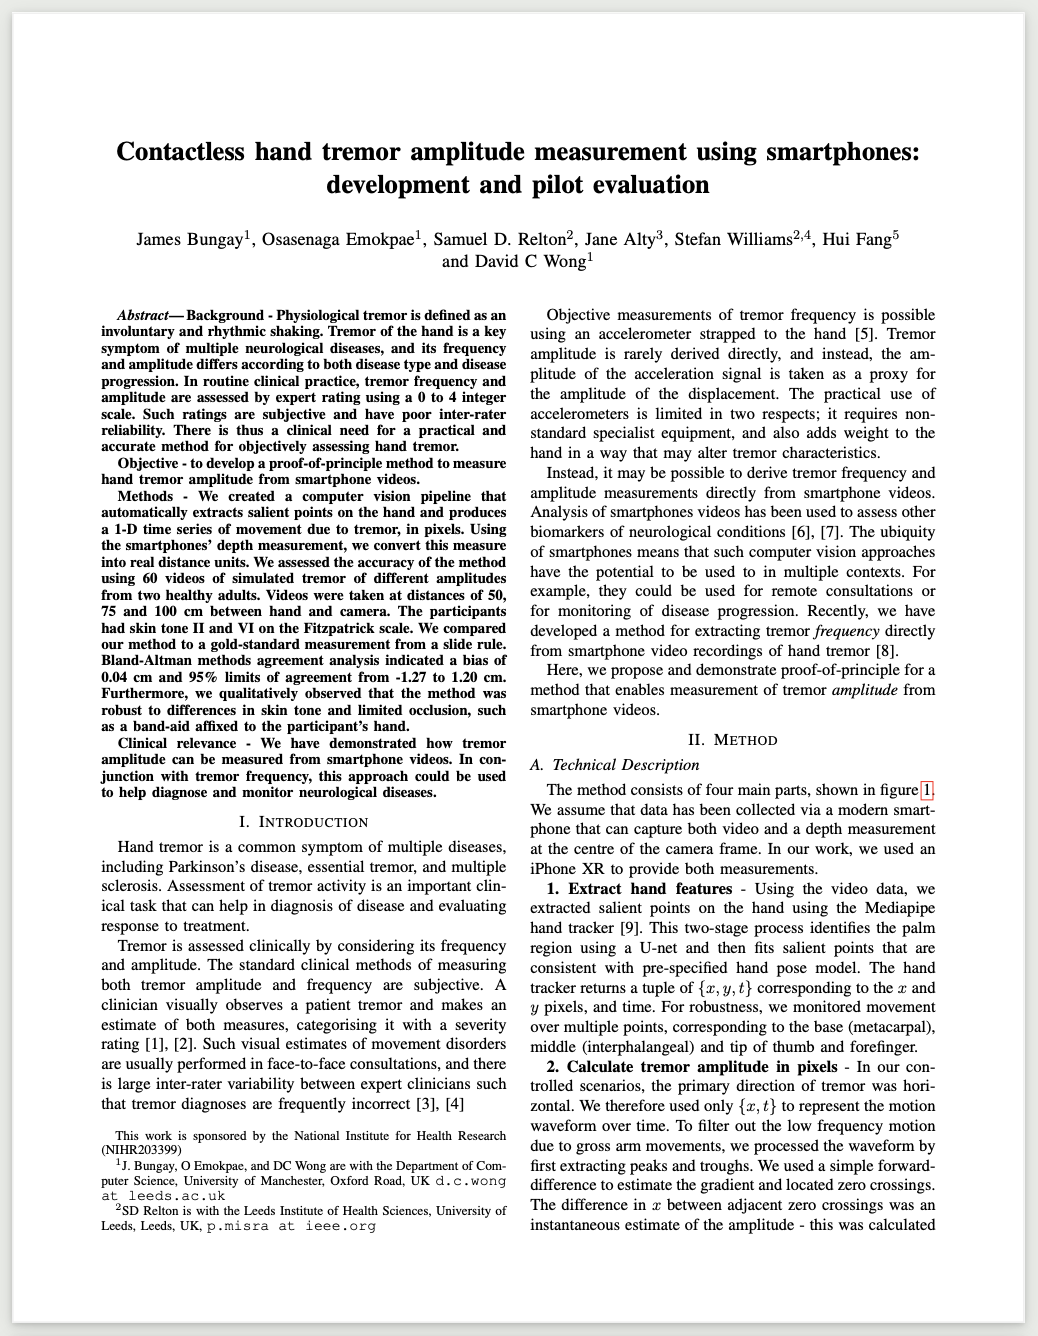 Contactless hand tremor amplitude measurement using smartphones:
development and pilot evaluation
James Bungay1, Osasenaga Emokpae1, Samuel D. Relton2, Jane Alty3, Stefan Williams2,4, Hui Fang5
and David C Wong1
Abstract— Background - Physiological tremor is defined as an
involuntary and rhythmic shaking. Tremor of the hand is a key
symptom of multiple neurological diseases, and its frequency
and amplitude differs according to both disease type and disease
progression. In routine clinical practice, tremor frequency and
amplitude are assessed by expert rating using a 0 to 4 integer
scale. Such ratings are subjective and have poor inter-rater
reliability. There is thus a clinical need for a practical and
accurate method for objectively assessing hand tremor.
Objective - to develop a proof-of-principle method to measure
hand tremor amplitude from smartphone videos.
Methods - We created a computer vision pipeline that
automatically extracts salient points on the hand and produces
a 1-D time series of movement due to tremor, in pixels. Using
the smartphones' depth measurement, we convert this measure
into real distance units. We assessed the accuracy of the method
using 60 videos of simulated tremor of different amplitudes
from two healthy adults. Videos were taken at distances of 50,
75 and 100 cm between hand and camera. The participants
had skin tone II and VI on the Fitzpatrick scale. We compared
our method to a gold-standard measurement from a slide rule.
Bland-Altman methods agreement analysis indicated a bias of
0.04 cm and 95% limits of agreement from -1.27 to 1.20 cm.
Furthermore, we qualitatively observed that the method was
robust to differences in skin tone and limited occlusion, such
as a band-aid affixed to the participant's hand.
Clinical relevance - We have demonstrated how tremor
amplitude can be measured from smartphone videos. In con-
junction with tremor frequency, this approach could be used
to help diagnose and monitor neurological diseases.
I. INTRODUCTION
Hand tremor is a common symptom of multiple diseases,
including Parkinson's disease, essential tremor, and multiple
sclerosis. Assessment of tremor activity is an important clin-
ical task that can help in diagnosis of disease and evaluating
response to treatment.
Tremor is assessed clinically by considering its frequency
and amplitude. The standard clinical methods of measuring
both tremor amplitude and frequency are subjective. A
clinician visually observes a patient tremor and makes an
estimate of both measures, categorising it with a severity
rating [1], [2]. Such visual estimates of movement disorders
are usually performed in face-to-face consultations, and there
is large inter-rater variability between expert clinicians such
that tremor diagnoses are frequently incorrect [3], [4]
This work is sponsored by the National Institute for Health Research
(NIHR203399)
1J. Bungay, O Emokpae, and DC Wong are with the Department of Com-
puter Science, University of Manchester, Oxford Road, UK d.c.wong
at leeds.ac.uk
2SD Relton is with the Leeds Institute of Health Sciences, University of
Leeds, Leeds, UK, p.misra at ieee.org
Objective measurements of tremor frequency is possible
using an accelerometer strapped to the hand [5]. Tremor
amplitude is rarely derived directly, and instead, the am-
plitude of the acceleration signal is taken as a proxy for
the amplitude of the displacement. The practical use of
accelerometers is limited in two respects; it requires non-
standard specialist equipment, and also adds weight to the
hand in a way that may alter tremor characteristics.
Instead, it may be possible to derive tremor frequency and
amplitude measurements directly from smartphone videos.
Analysis of smartphones videos has been used to assess other
biomarkers of neurological conditions [6], [7]. The ubiquity
of smartphones means that such computer vision approaches
have the potential to be used to in multiple contexts. For
example, they could be used for remote consultations or
for monitoring of disease progression. Recently, we have
developed a method for extracting tremor frequency directly
from smartphone video recordings of hand tremor [8].
Here, we propose and demonstrate proof-of-principle for a
method that enables measurement of tremor amplitude from
smartphone videos.
II. METHOD
A. Technical Description
The method consists of four main parts, shown in figure 1.
We assume that data has been collected via a modern smart-
phone that can capture both video and a depth measurement
at the centre of the camera frame. In our work, we used an
iPhone XR to provide both measurements.
1. Extract hand features - Using the video data, we
extracted salient points on the hand using the Mediapipe
hand tracker [9]. This two-stage process identifies the palm
region using a U-net and then fits salient points that are
consistent with pre-specified hand pose model. The hand
tracker returns a tuple of {x, y, t} corresponding to the x and
y pixels, and time. For robustness, we monitored movement
over multiple points, corresponding to the base (metacarpal),
middle (interphalangeal) and tip of thumb and forefinger.
2. Calculate tremor amplitude in pixels - In our con-
trolled scenarios, the primary direction of tremor was hori-
zontal. We therefore used only {x, t} to represent the motion
waveform over time. To filter out the low frequency motion
due to gross arm movements, we processed the waveform by
first extracting peaks and troughs. We used a simple forward-
difference to estimate the gradient and located zero crossings.
The difference in x between adjacent zero crossings was an
instantaneous estimate of the amplitude - this was calculated